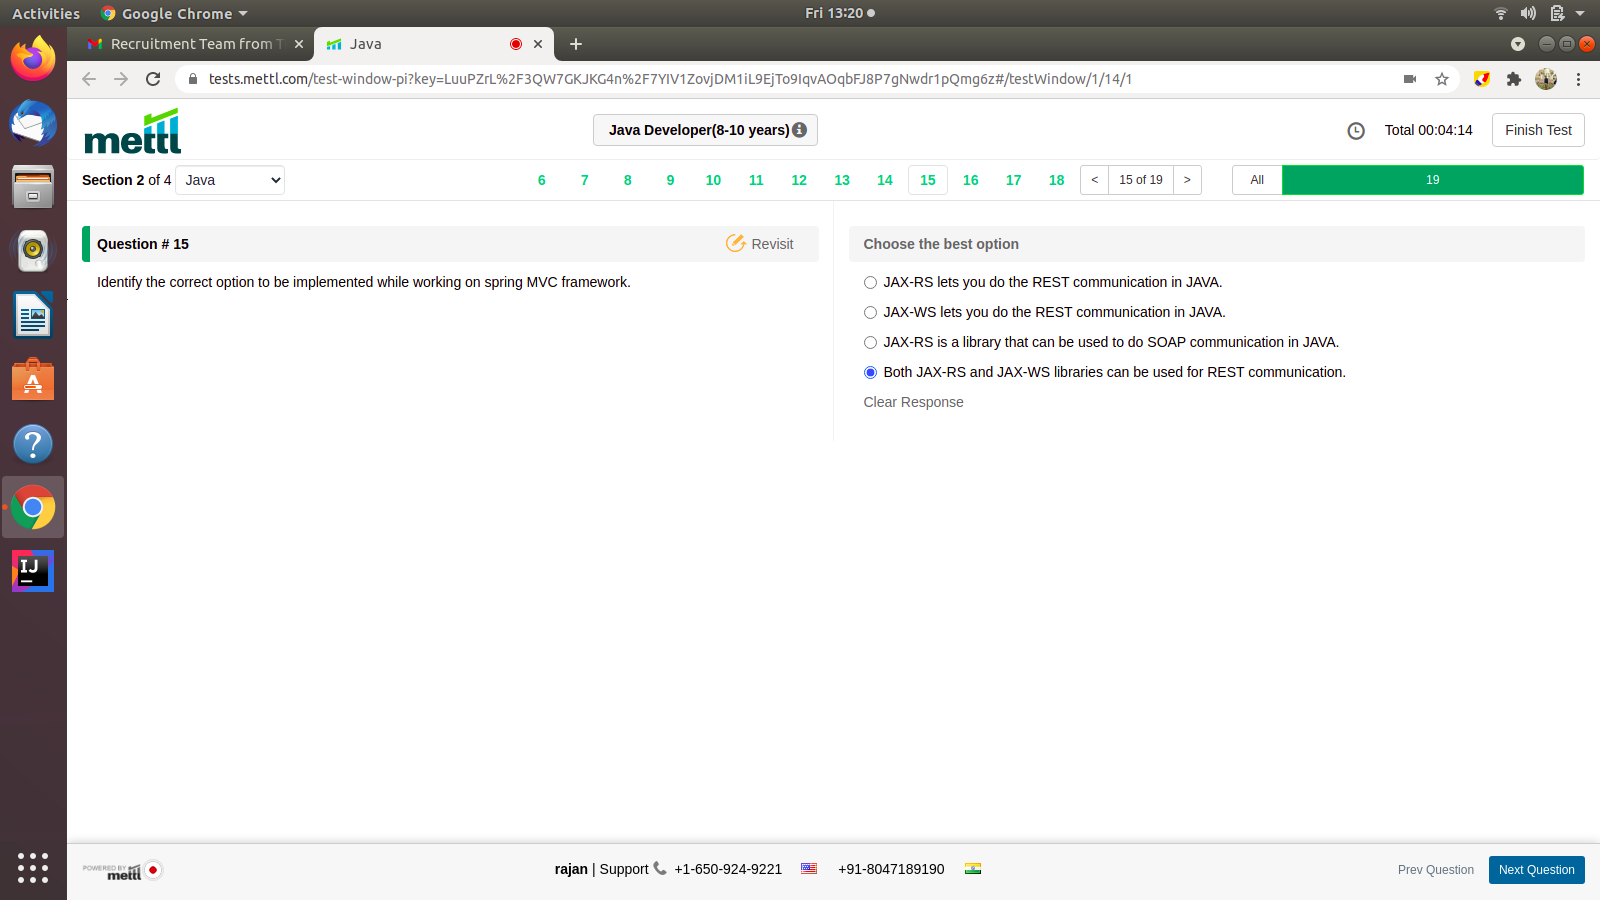 Activities
Google Chrome
Fri 13:20
Recruitment Team from T
Java
tests.mettl.com/test-window-pi?key=LuuPZrL%2F3QW7GKJKG4n%2F7YIV1ZovjDM1iL9EjTo9IqvAOqbFJ8P7gNwdr1pQmg6z#/testWindow/1/14/1
mettl
Java Developer(8-10 years)
Total 00:04:14
Finish Test
Section 2 of 4
Java
6 7 8 9 10 11 12 13 14 15 16 17 18
< 15 of 19 >
All
19
Question # 15
Revisit
Identify the correct option to be implemented while working on spring MVC framework.
Choose the best option
JAX-RS lets you do the REST communication in JAVA.
JAX-WS lets you do the REST communication in JAVA.
JAX-RS is a library that can be used to do SOAP communication in JAVA.
Both JAX-RS and JAX-WS libraries can be used for REST communication.
Clear Response
IJ
POWERED BY
mettl
rajan | Support +1-650-924-9221 +91-8047189190
Prev Question
Next Question